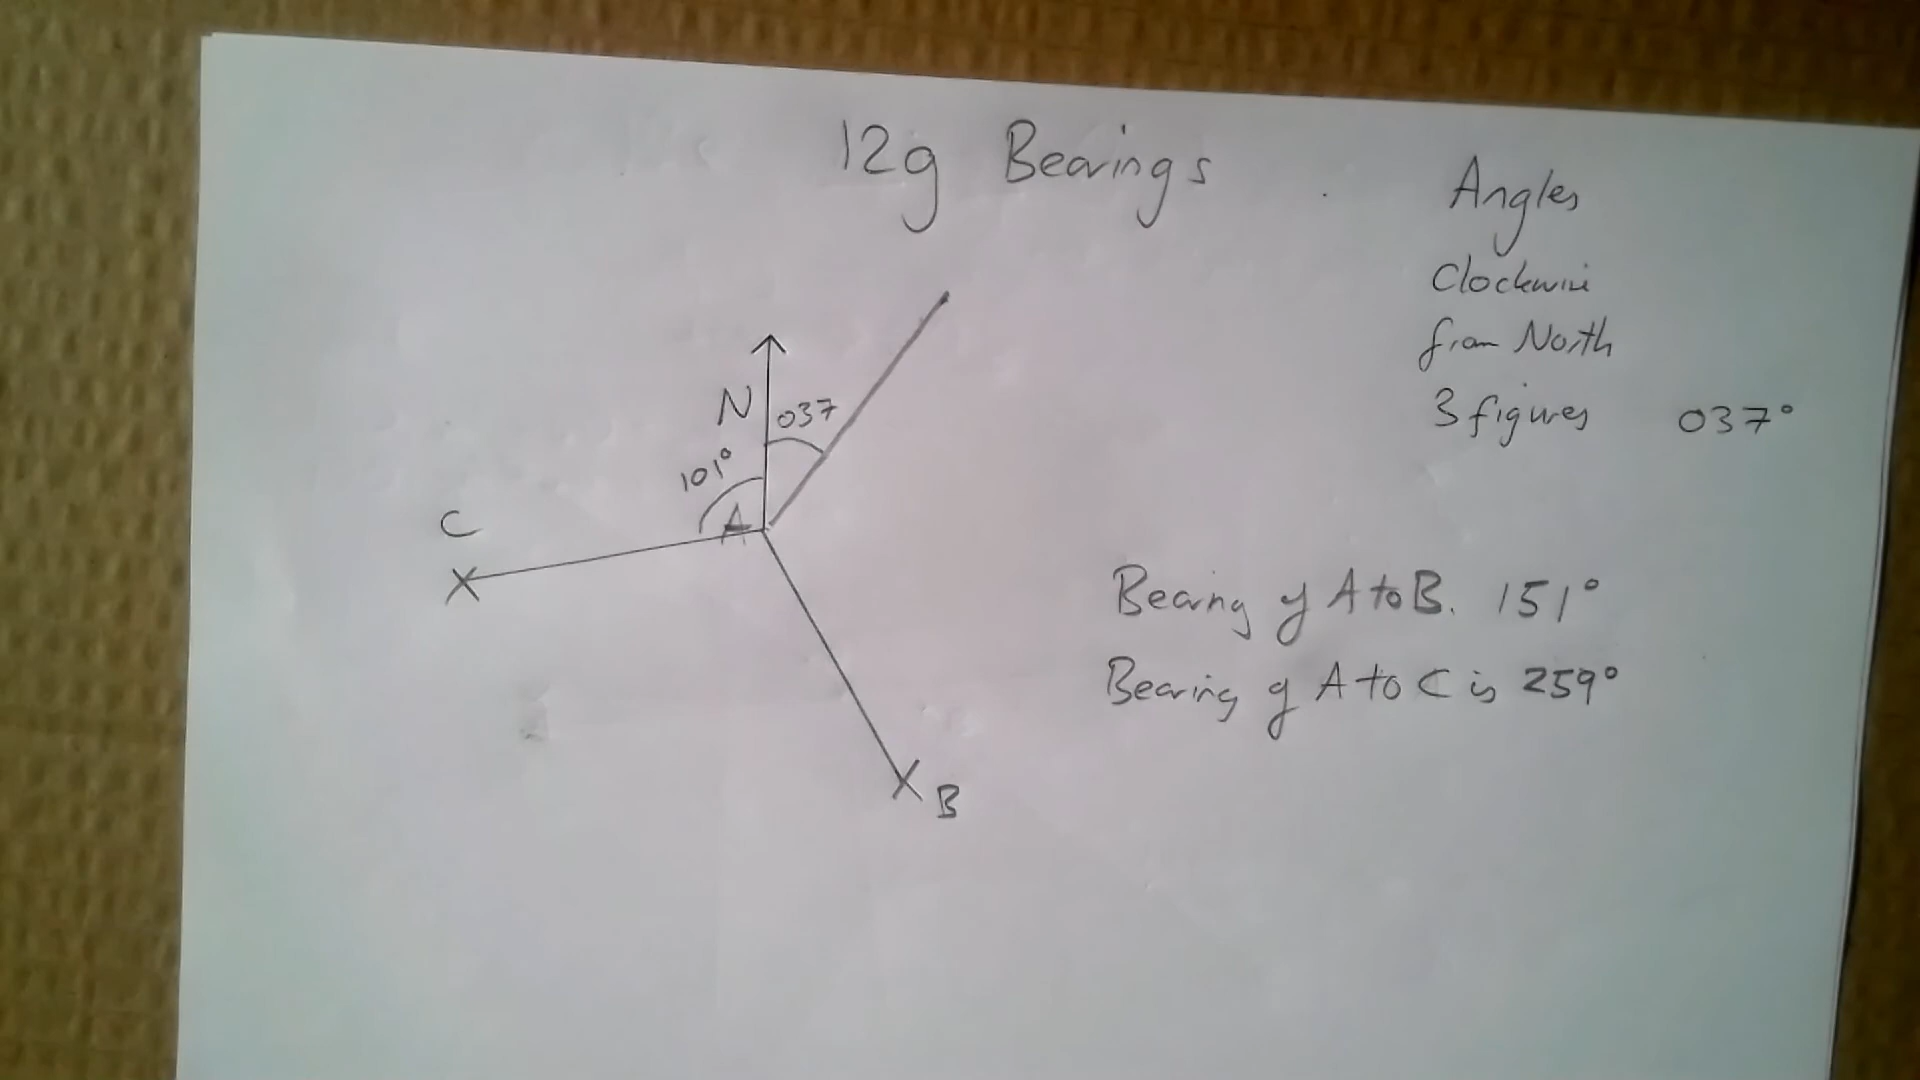 12g Bearings
Angles
Clockwise
from North
3 figures 037°
N 037
101°
A
C
Bearing of A to B. 151°
Bearing of A to C is 259°
B